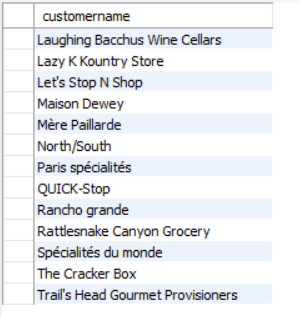 customername
Laughing Bacchus Wine Cellars
Lazy K Kountry Store
Let's Stop N Shop
Maison Dewey
Mère Paillarde
North/South
Paris spécialités
QUICK-Stop
Rancho grande
Rattlesnake Canyon Grocery
Spécialités du monde
The Cracker Box
Trail's Head Gourmet Provisioners